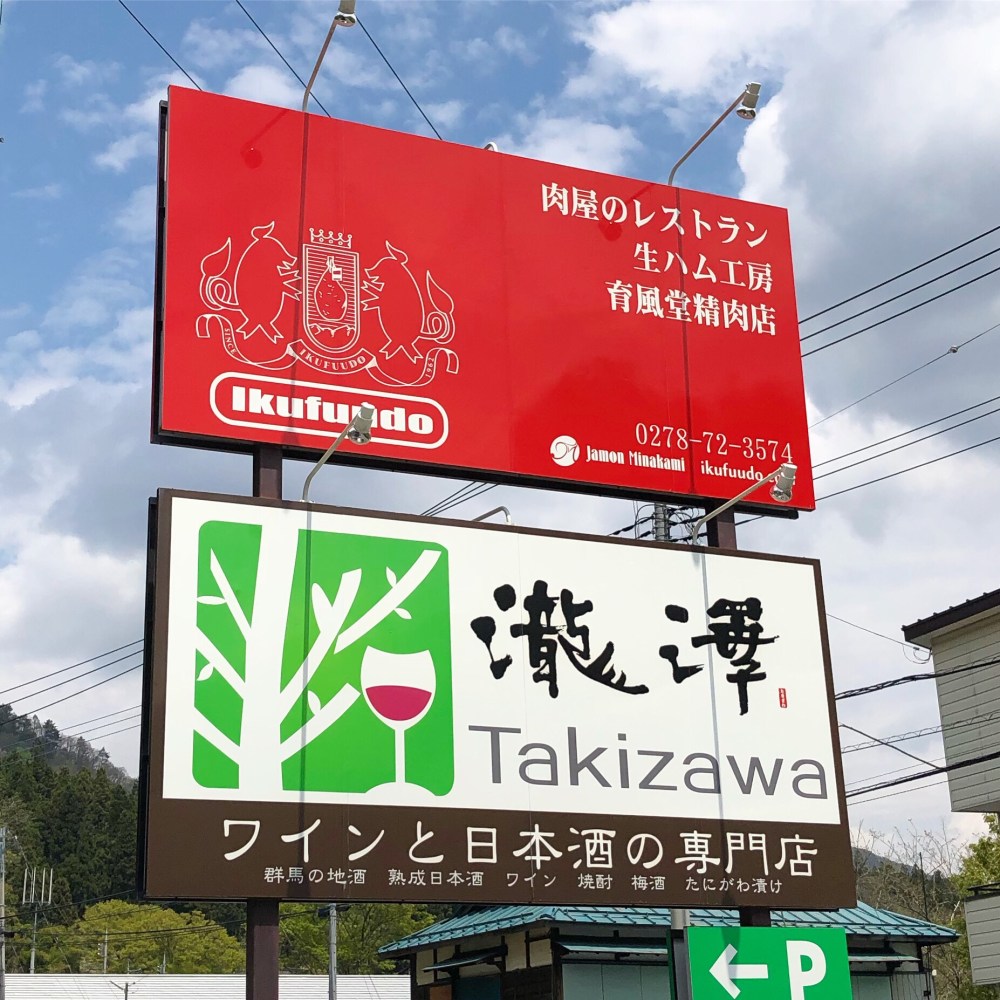 肉屋のレストラン
生ハム工房
育風堂精肉店
SINCE IKUFUUDO 1961
Ikufuudo
0278-72-3574
Jamon Minakami ikufuudo
瀧澤
Takizawa
ワインと日本酒の専門店
群馬の地酒 熟成日本酒 ワイン 焼酎 梅酒 たにがわ漬け
P